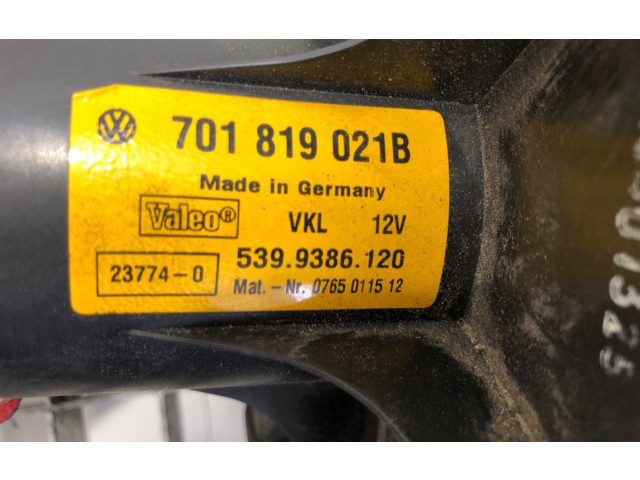 701 819 021B
Made in Germany
Valeo® VKL 12V
23774-0 539.9386.120
Mat.-Nr. 0765 0115 12
1325